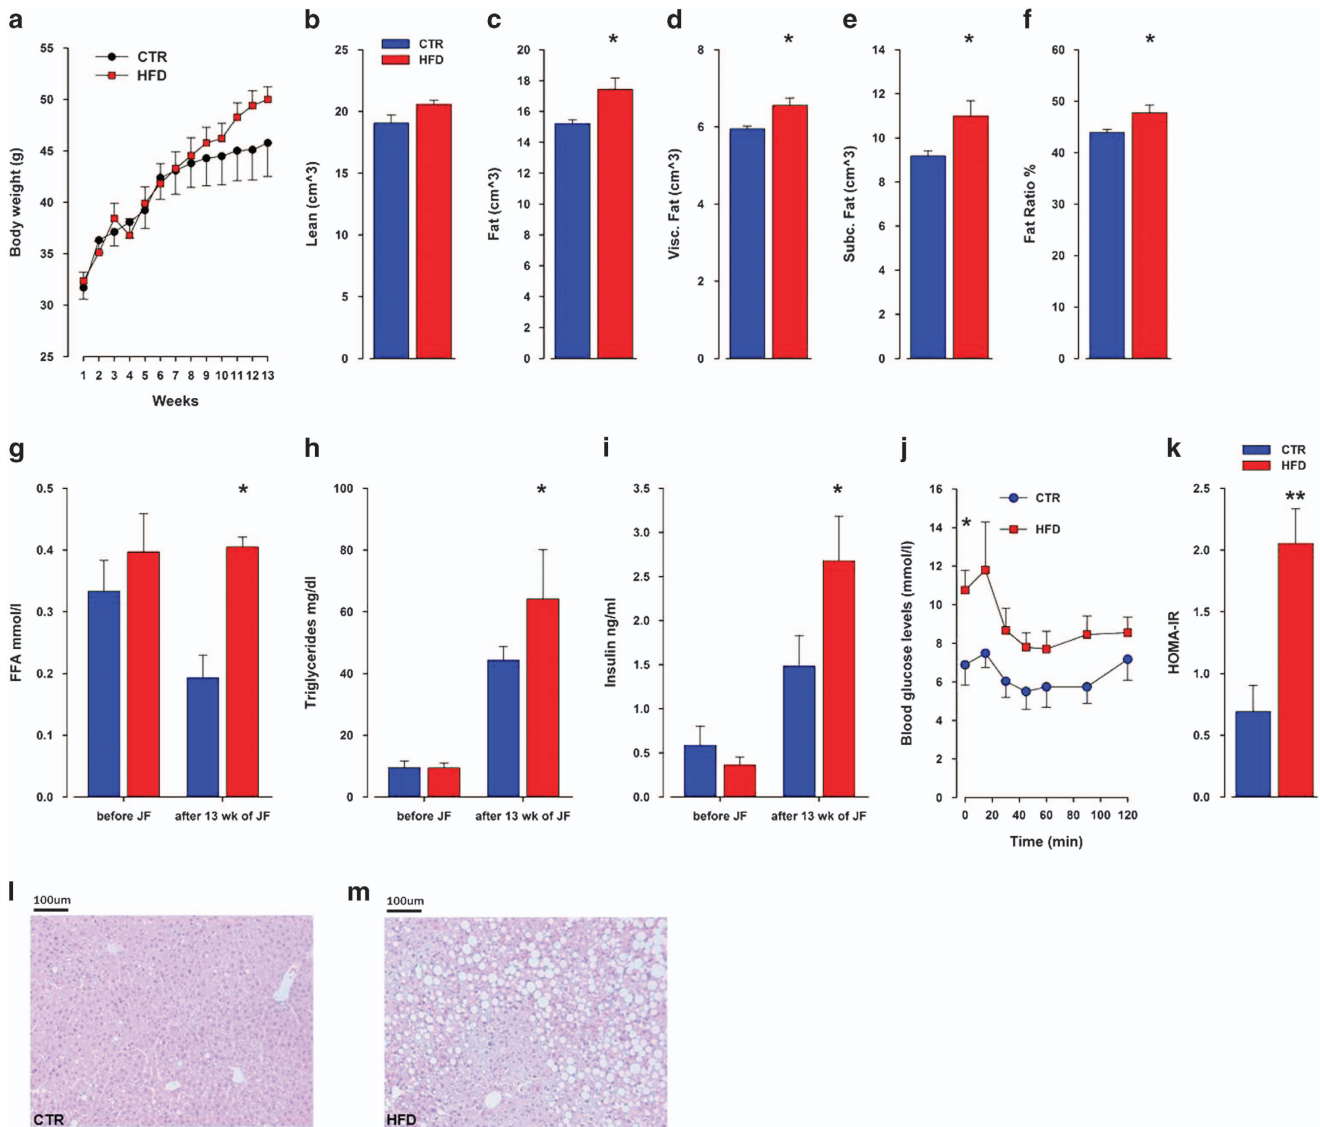 a
55
50
45
40
35
30
25
Body weight (g)
CTR
HFD
1 2 3 4 5 6 7 8 9 10 11 12 13
Weeks
b
25
20
15
10
5
0
Lean (cm^3)
CTR
HFD
c
20
18
16
14
12
10
8
6
4
2
0
Fat (cm^3)
*
d
8
6
4
2
0
Visc. Fat (cm^3)
*
e
14
12
10
8
6
4
2
0
Subc. Fat (cm^3)
*
f
60
50
40
30
20
10
0
Fat Ratio %
*
g
0.5
0.4
0.3
0.2
0.1
0.0
FFA mmol/l
*
before JF after 13 wk of JF
h
100
80
60
40
20
0
Triglycerides mg/dl
*
before JF after 13 wk of JF
i
3.5
3.0
2.5
2.0
1.5
1.0
0.5
0.0
Insulin ng/ml
*
before JF after 13 wk of JF
j
16
14
12
10
8
6
4
2
0
Blood glucose levels (mmol/l)
CTR
HFD
*
0 20 40 60 80 100 120
Time (min)
k
CTR
HFD
2.5
2.0
1.5
1.0
0.5
0.0
HOMA-IR
**
l
100um
CTR
m
100um
HFD